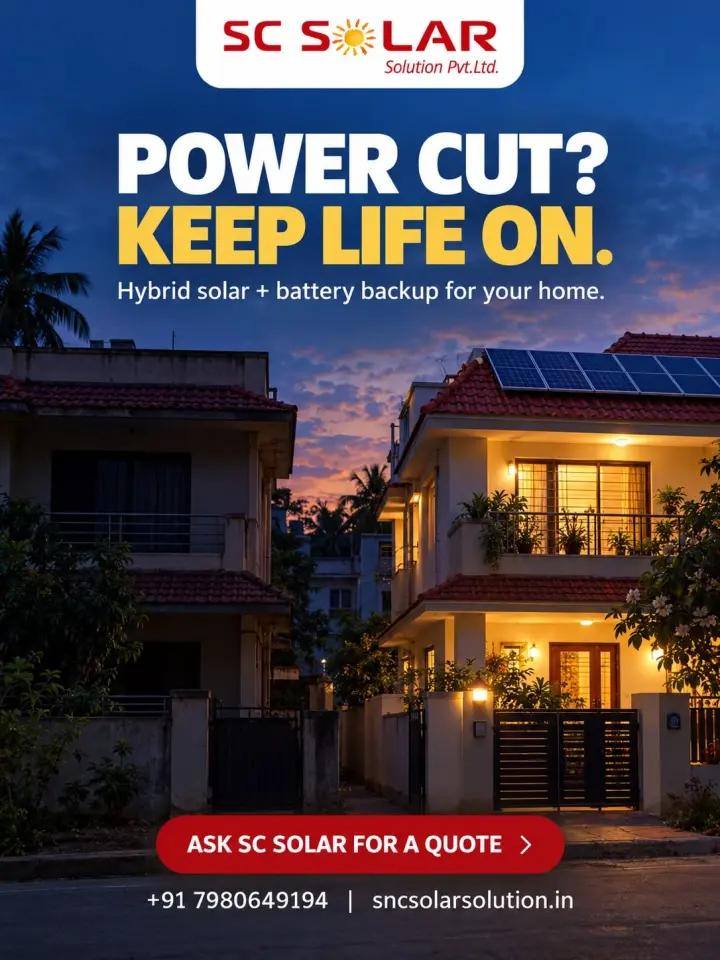 SC SOLAR
Solution Pvt.Ltd.
POWER CUT?
KEEP LIFE ON.
Hybrid solar + battery backup for your home.
ASK SC SOLAR FOR A QUOTE >
+91 7980649194 | sncsolarsolution.in